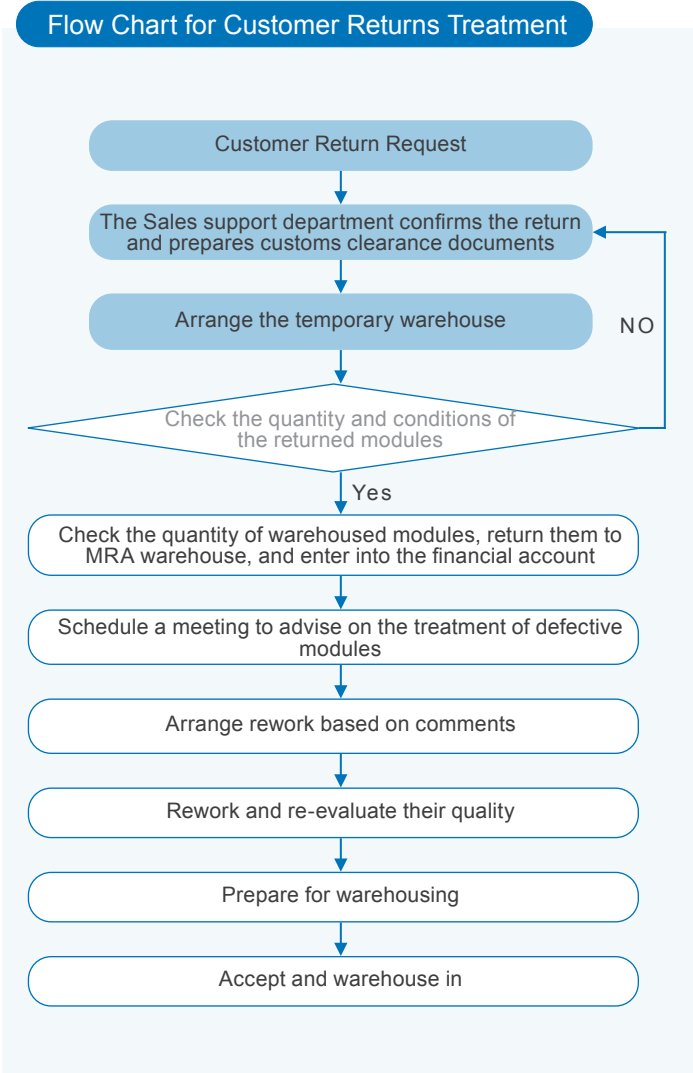 Flow Chart for Customer Returns Treatment
Customer Return Request
The Sales support department confirms the return
and prepares customs clearance documents
Arrange the temporary warehouse
NO
Check the quantity and conditions of
the returned modules
Yes
Check the quantity of warehoused modules, return them to
MRA warehouse, and enter into the financial account
Schedule a meeting to advise on the treatment of defective
modules
Arrange rework based on comments
Rework and re-evaluate their quality
Prepare for warehousing
Accept and warehouse in